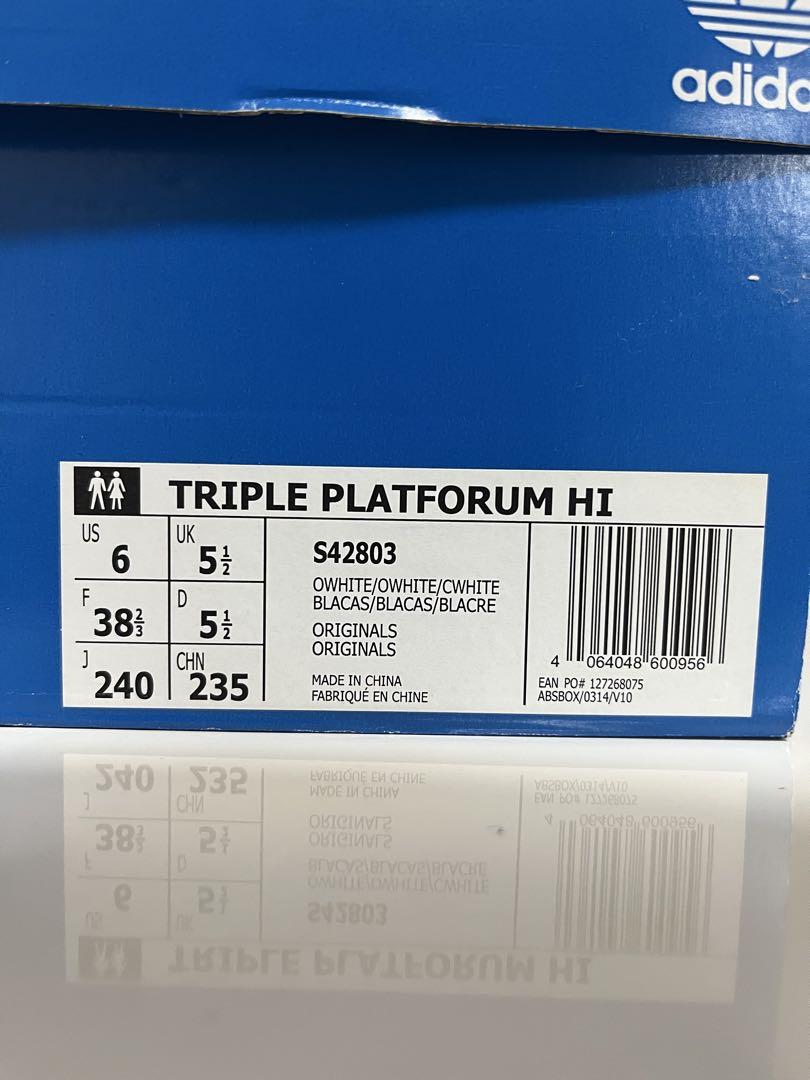 adidas
TRIPLE PLATFORUM HI
US 6
UK 5½
F 38⅔
D 5½
J 240
CHN 235
S42803
OWHITE/OWHITE/CWHITE
BLACAS/BLACAS/BLACRE
ORIGINALS
ORIGINALS
MADE IN CHINA
FABRIQUÉ EN CHINE
4 064048 600956
EAN PO# 127268075
ABSBOX/0314/V10